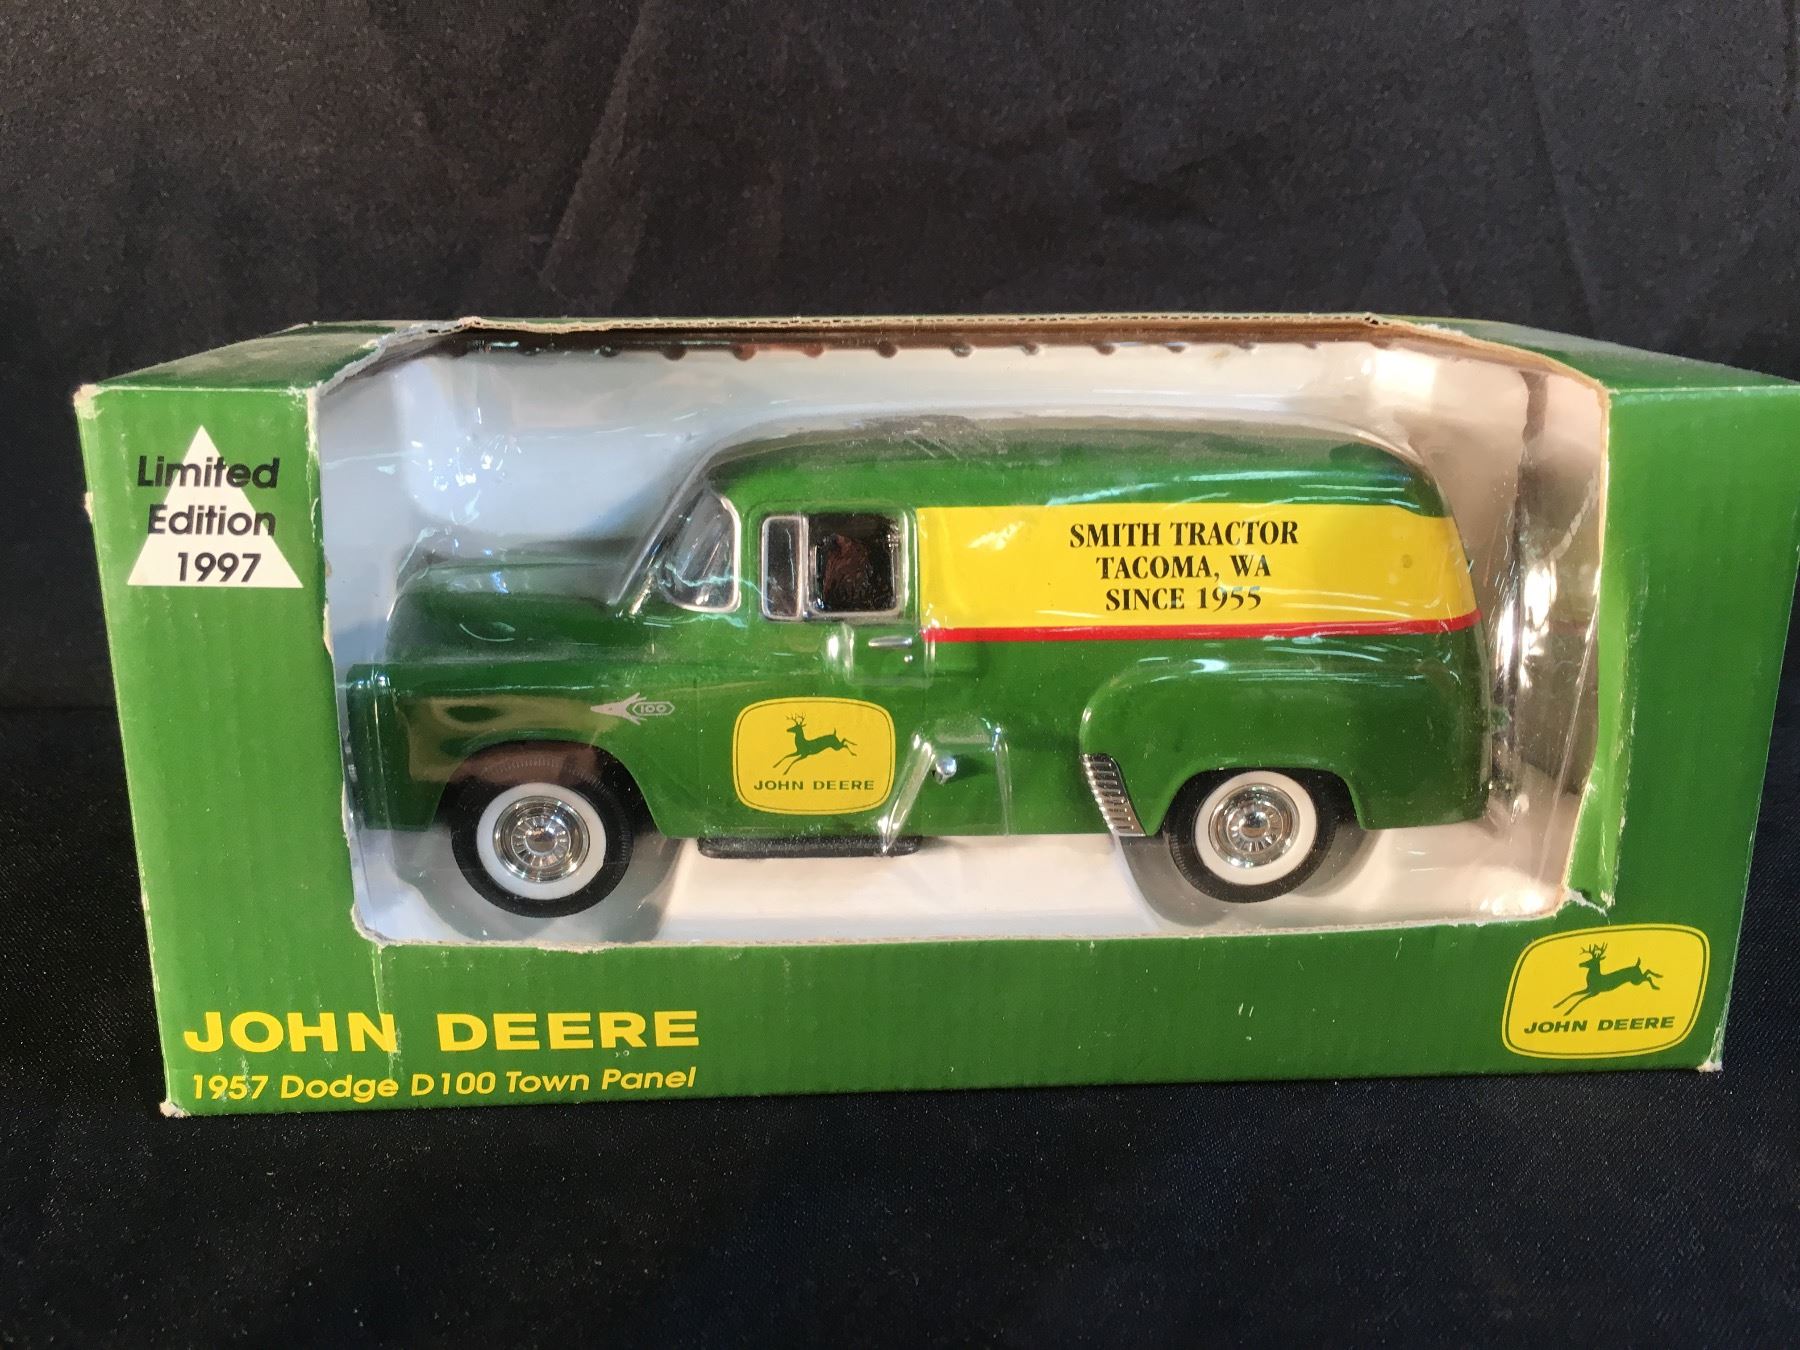 Limited
Edition
1997
SMITH TRACTOR
TACOMA, WA
SINCE 1955
100
JOHN DEERE
JOHN DEERE
1957 Dodge D100 Town Panel
JOHN DEERE